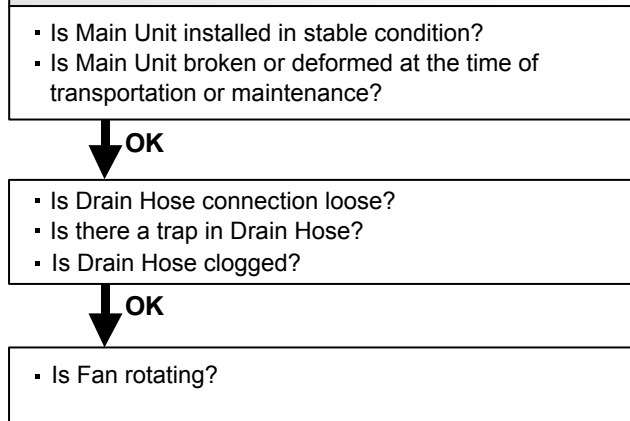 ▪ Is Main Unit installed in stable condition?
▪ Is Main Unit broken or deformed at the time of
transportation or maintenance?
OK
▪ Is Drain Hose connection loose?
▪ Is there a trap in Drain Hose?
▪ Is Drain Hose clogged?
OK
▪ Is Fan rotating?